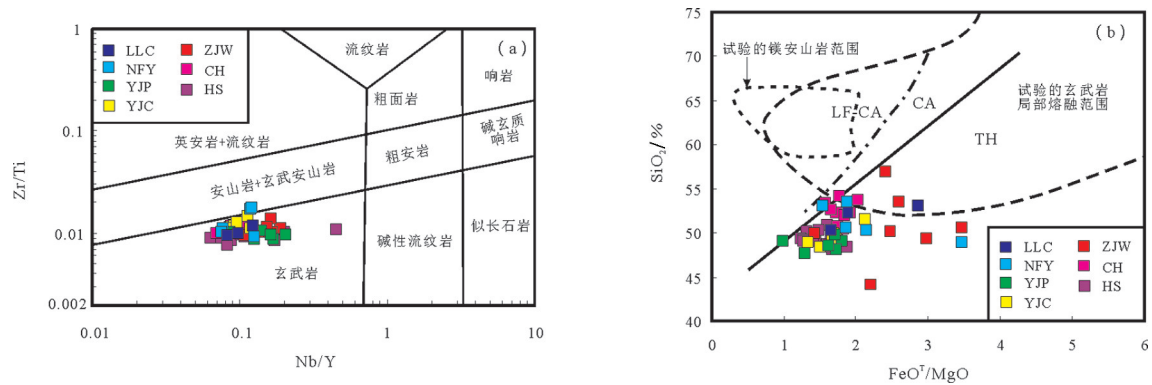 1
0.1
0.01
0.002
Zr/Ti
0.01
0.1
1
10
Nb/Y
(a)
LLC
ZJW
NFY
CH
YJP
HS
YJC
流纹岩
响岩
粗面岩
碱玄质
响岩
英安岩+流纹岩
粗安岩
安山岩+玄武安山岩
碱性流纹岩
似长石岩
玄武岩
75
70
65
60
55
50
45
40
SiO2/%
0
1
2
3
4
5
6
FeOT/MgO
(b)
试验的镁安山岩范围
试验的玄武岩
局部熔融范围
LF-CA
CA
TH
LLC
ZJW
NFY
CH
YJP
HS
YJC